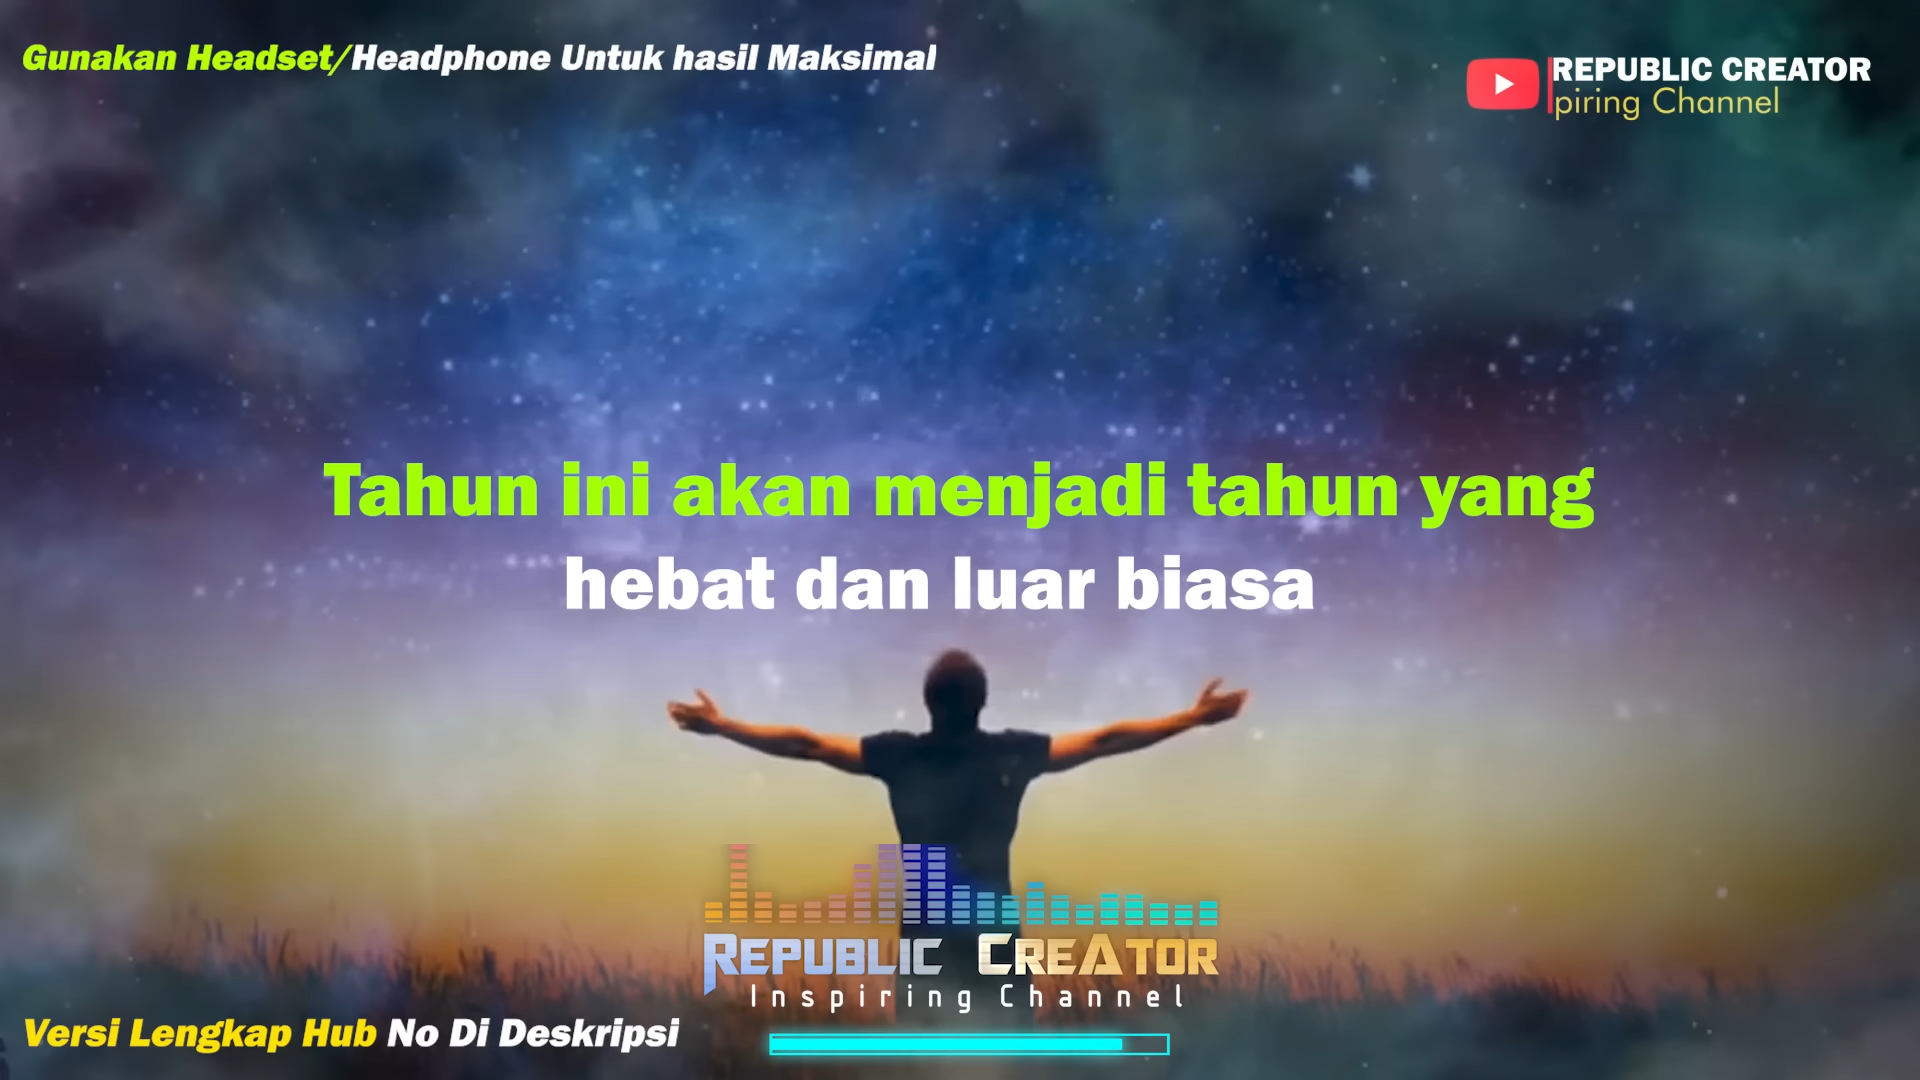 Gunakan Headset/Headphone Untuk hasil Maksimal
REPUBLIC CREATOR
piring Channel
Tahun ini akan menjadi tahun yang
hebat dan luar biasa
REPUBLIC CREATOR
Inspiring Channel
Versi Lengkap Hub No Di Deskripsi